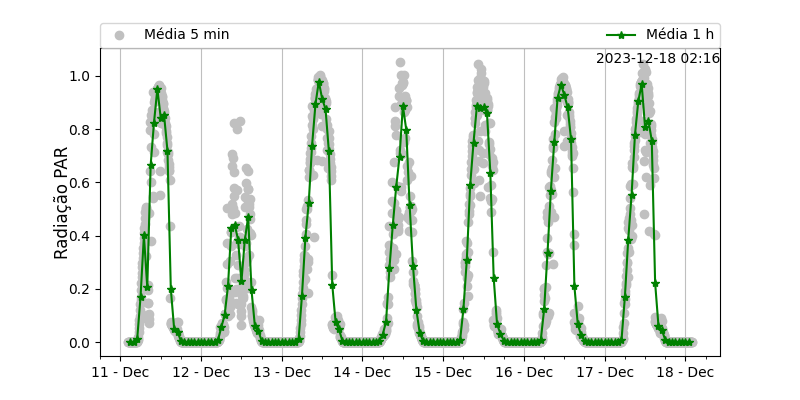 Média 5 min
Média 1 h
2023-12-18 02:16
Radiação PAR
1.0
0.8
0.6
0.4
0.2
0.0
11 - Dec
12 - Dec
13 - Dec
14 - Dec
15 - Dec
16 - Dec
17 - Dec
18 - Dec